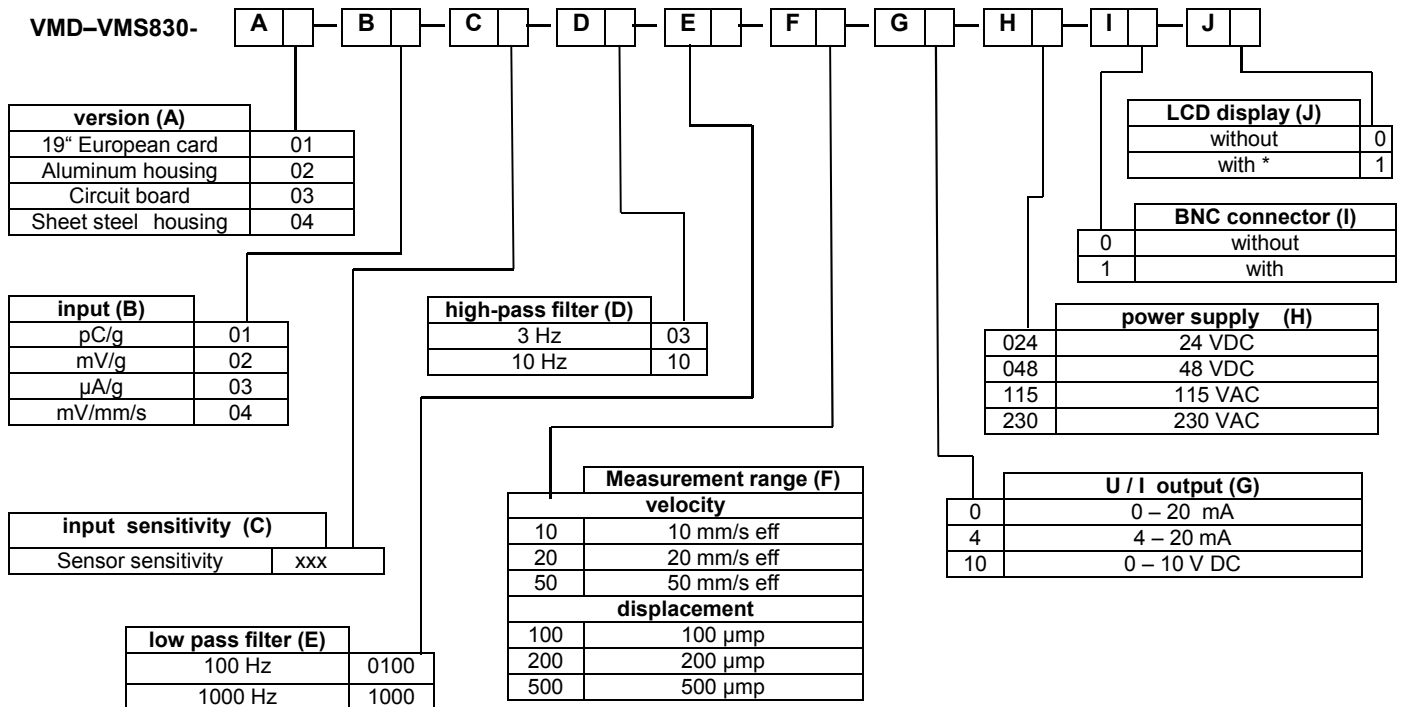 VMD–VMS830- A B C D E F G H I J
version (A)
19“ European card 01
Aluminum housing 02
Circuit board 03
Sheet steel housing 04
LCD display (J)
without 0
with * 1
BNC connector (I)
0 without
1 with
input (B)
pC/g 01
mV/g 02
µA/g 03
mV/mm/s 04
high-pass filter (D)
3 Hz 03
10 Hz 10
power supply (H)
024 24 VDC
048 48 VDC
115 115 VAC
230 230 VAC
input sensitivity (C)
Sensor sensitivity xxx
Measurement range (F)
velocity
10 10 mm/s eff
20 20 mm/s eff
50 50 mm/s eff
displacement
100 100 µmp
200 200 µmp
500 500 µmp
U / I output (G)
0 0 – 20 mA
4 4 – 20 mA
10 0 – 10 V DC
low pass filter (E)
100 Hz 0100
1000 Hz 1000